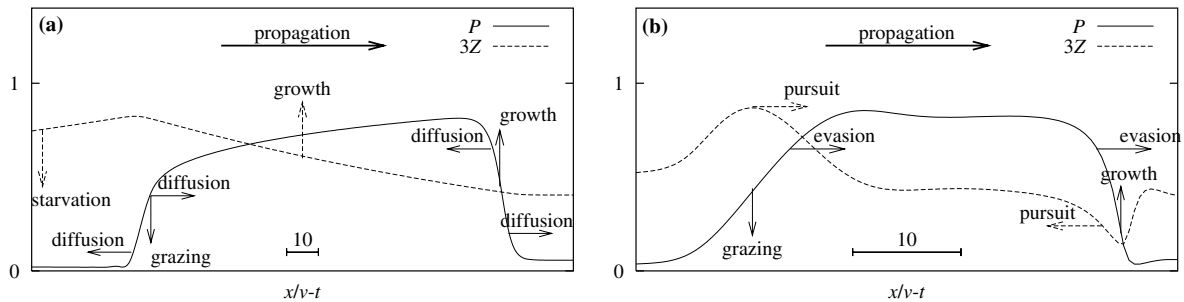 (a)
P
3Z
propagation
1
growth
growth
diffusion
diffusion
starvation
diffusion
diffusion
grazing
10
0
x/v-t
(b)
P
3Z
propagation
1
pursuit
evasion
evasion
growth
pursuit
grazing
10
0
x/v-t